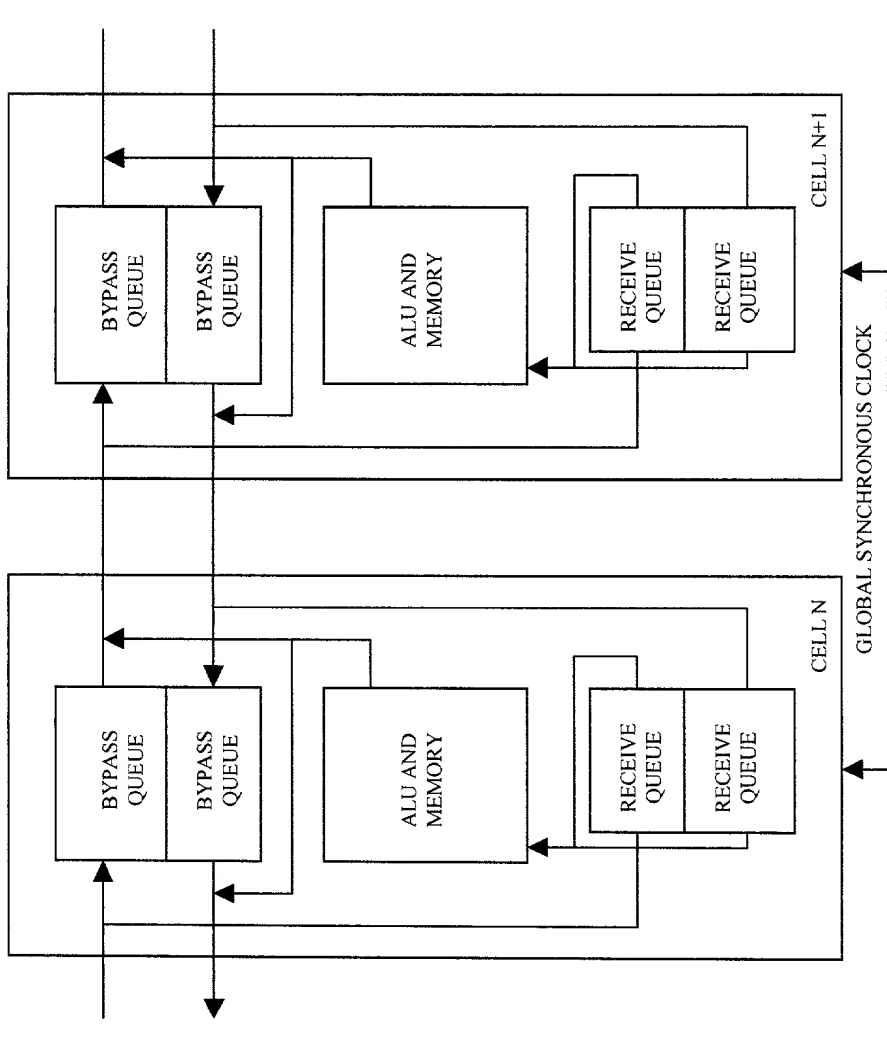 BYPASS
QUEUE
BYPASS
QUEUE
ALU AND
MEMORY
RECEIVE
QUEUE
RECEIVE
QUEUE
CELL N
BYPASS
QUEUE
BYPASS
QUEUE
ALU AND
MEMORY
RECEIVE
QUEUE
RECEIVE
QUEUE
CELL N+1
GLOBAL SYNCHRONOUS CLOCK